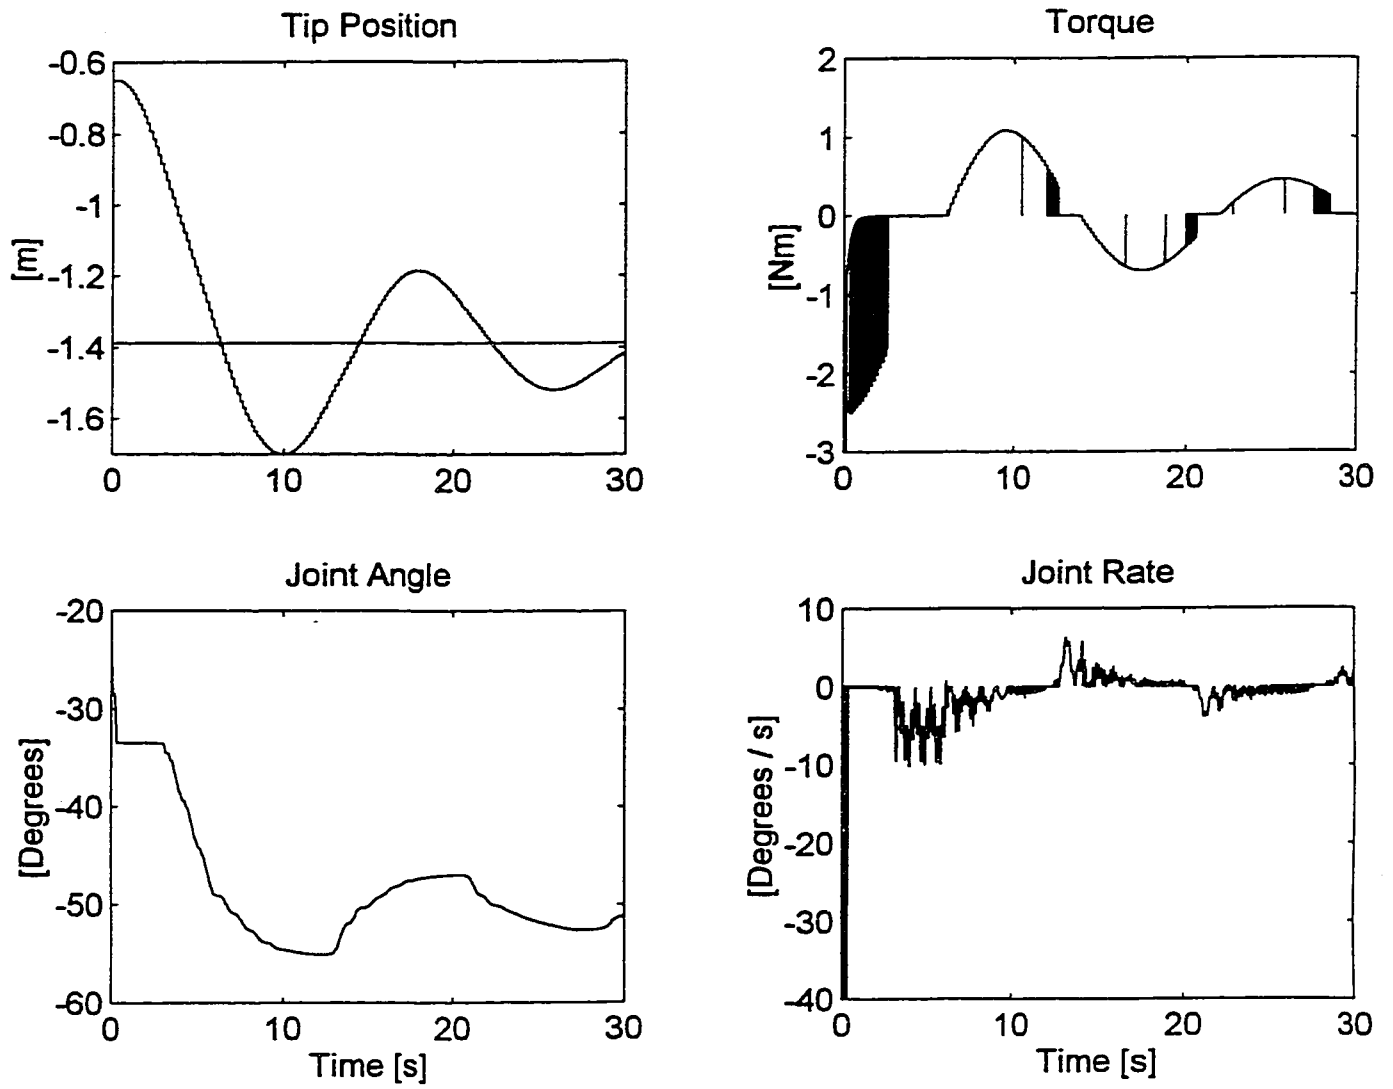 Tip Position
-0.6
-0.8
-1
-1.2
-1.4
-1.6
[m]
0 10 20 30
Torque
2
1
0
-1
-2
-3
[Nm]
0 10 20 30
Joint Angle
-20
-30
-40
-50
-60
[Degrees]
0 10 20 30
Time [s]
Joint Rate
10
0
-10
-20
-30
-40
[Degrees / s]
0 10 20 30
Time [s]